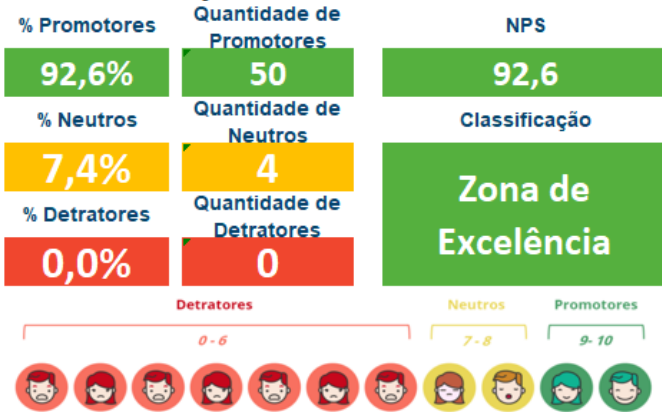 % Promotores
Quantidade de
Promotores
NPS
92,6%
50
92,6
% Neutros
Quantidade de
Neutros
Classificação
7,4%
4
Zona de
Excelência
% Detratores
Quantidade de
Detratores
0,0%
0
Detratores
Neutros
Promotores
0 - 6
7 - 8
9- 10